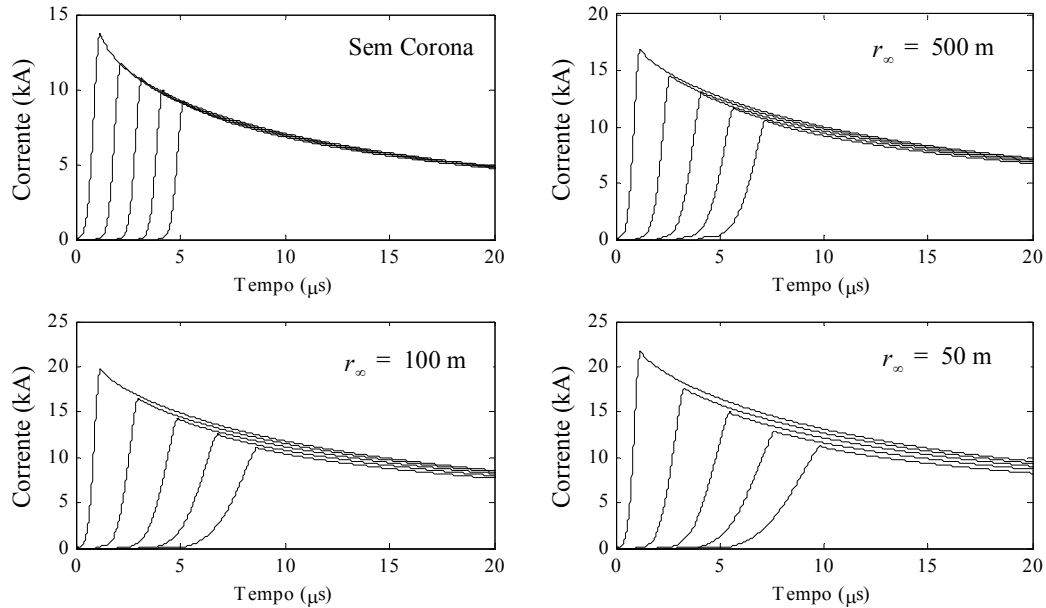 Sem Corona
Corrente (kA)
15
10
5
0
0 5 10 15 20
Tempo (μs)
r∞ = 500 m
Corrente (kA)
20
15
10
5
0
0 5 10 15 20
Tempo (μs)
r∞ = 100 m
Corrente (kA)
25
20
15
10
5
0
0 5 10 15 20
Tempo (μs)
r∞ = 50 m
Corrente (kA)
25
20
15
10
5
0
0 5 10 15 20
Tempo (μs)